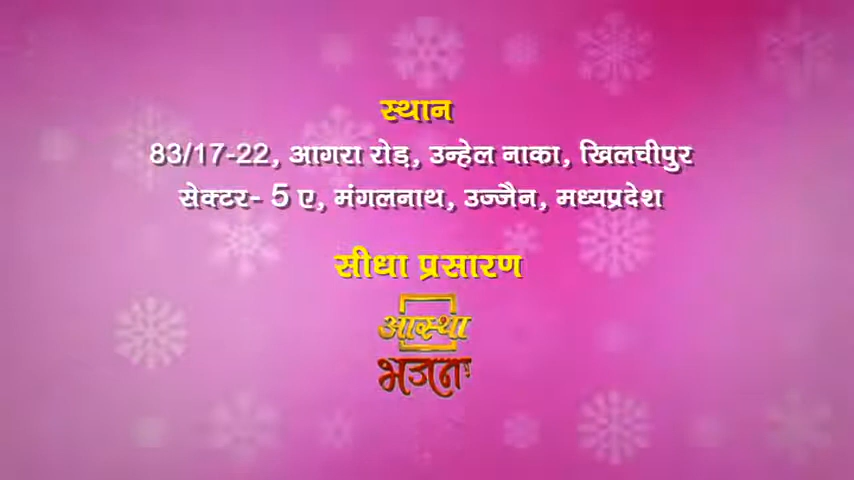 स्थान
83/17-22, आगरा रोड़, उन्हेल नाका, खिलचीपुर
सेक्टर- 5 ए, मंगलनाथ, उज्जैन, मध्यप्रदेश
सीधा प्रसारण
आस्था
भजन